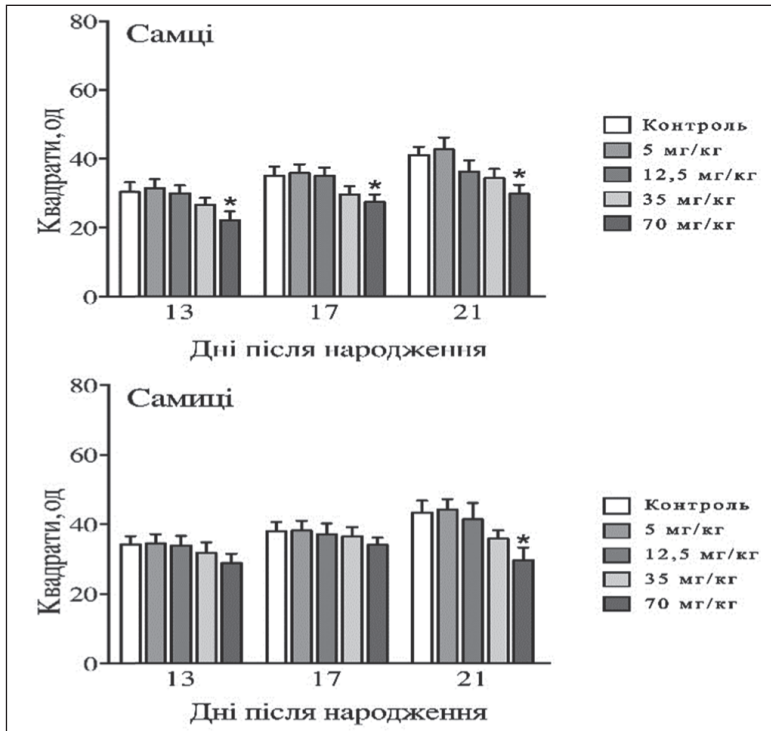 Самці
80
60
40
20
0
Квадрати, од
* * *
13 17 21
Дні після народження
Контроль
5 мг/кг
12,5 мг/кг
35 мг/кг
70 мг/кг
Самиці
80
60
40
20
0
Квадрати, од
*
13 17 21
Дні після народження
Контроль
5 мг/кг
12,5 мг/кг
35 мг/кг
70 мг/кг